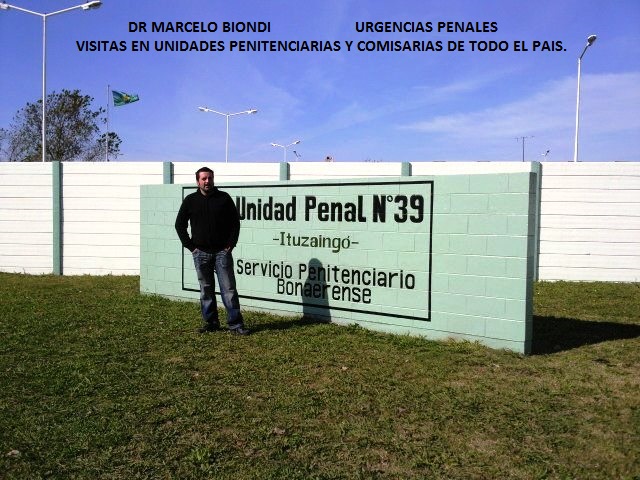 DR MARCELO BIONDI URGENCIAS PENALES
VISITAS EN UNIDADES PENITENCIARIAS Y COMISARIAS DE TODO EL PAIS.
Unidad Penal N°39
-Ituzaingó-
Servicio Penitenciario
Bonaerense